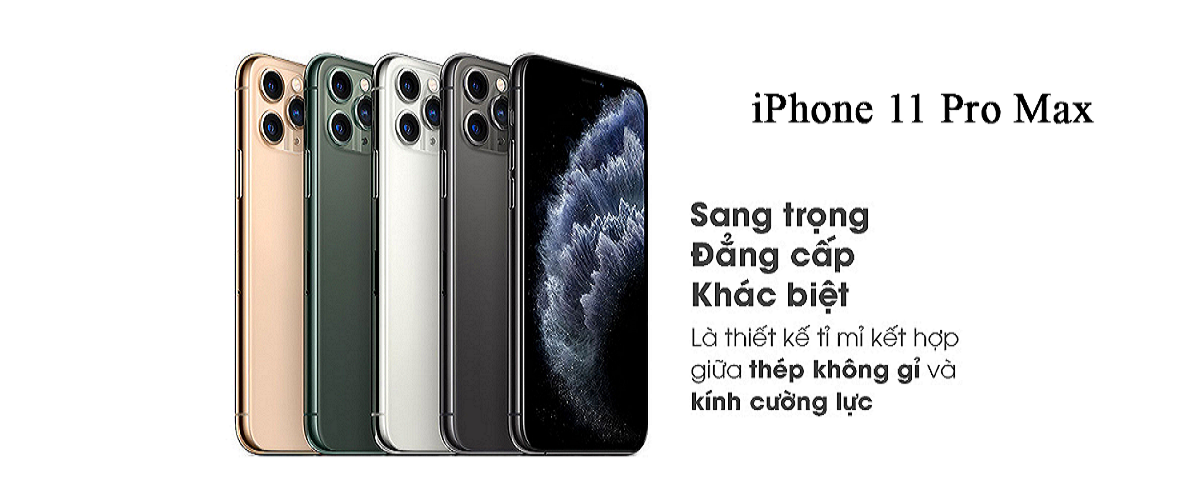 iPhone 11 Pro Max
Sang trọng
Đẳng cấp
Khác biệt
Là thiết kế tỉ mỉ kết hợp
giữa thép không gỉ và
kính cường lực